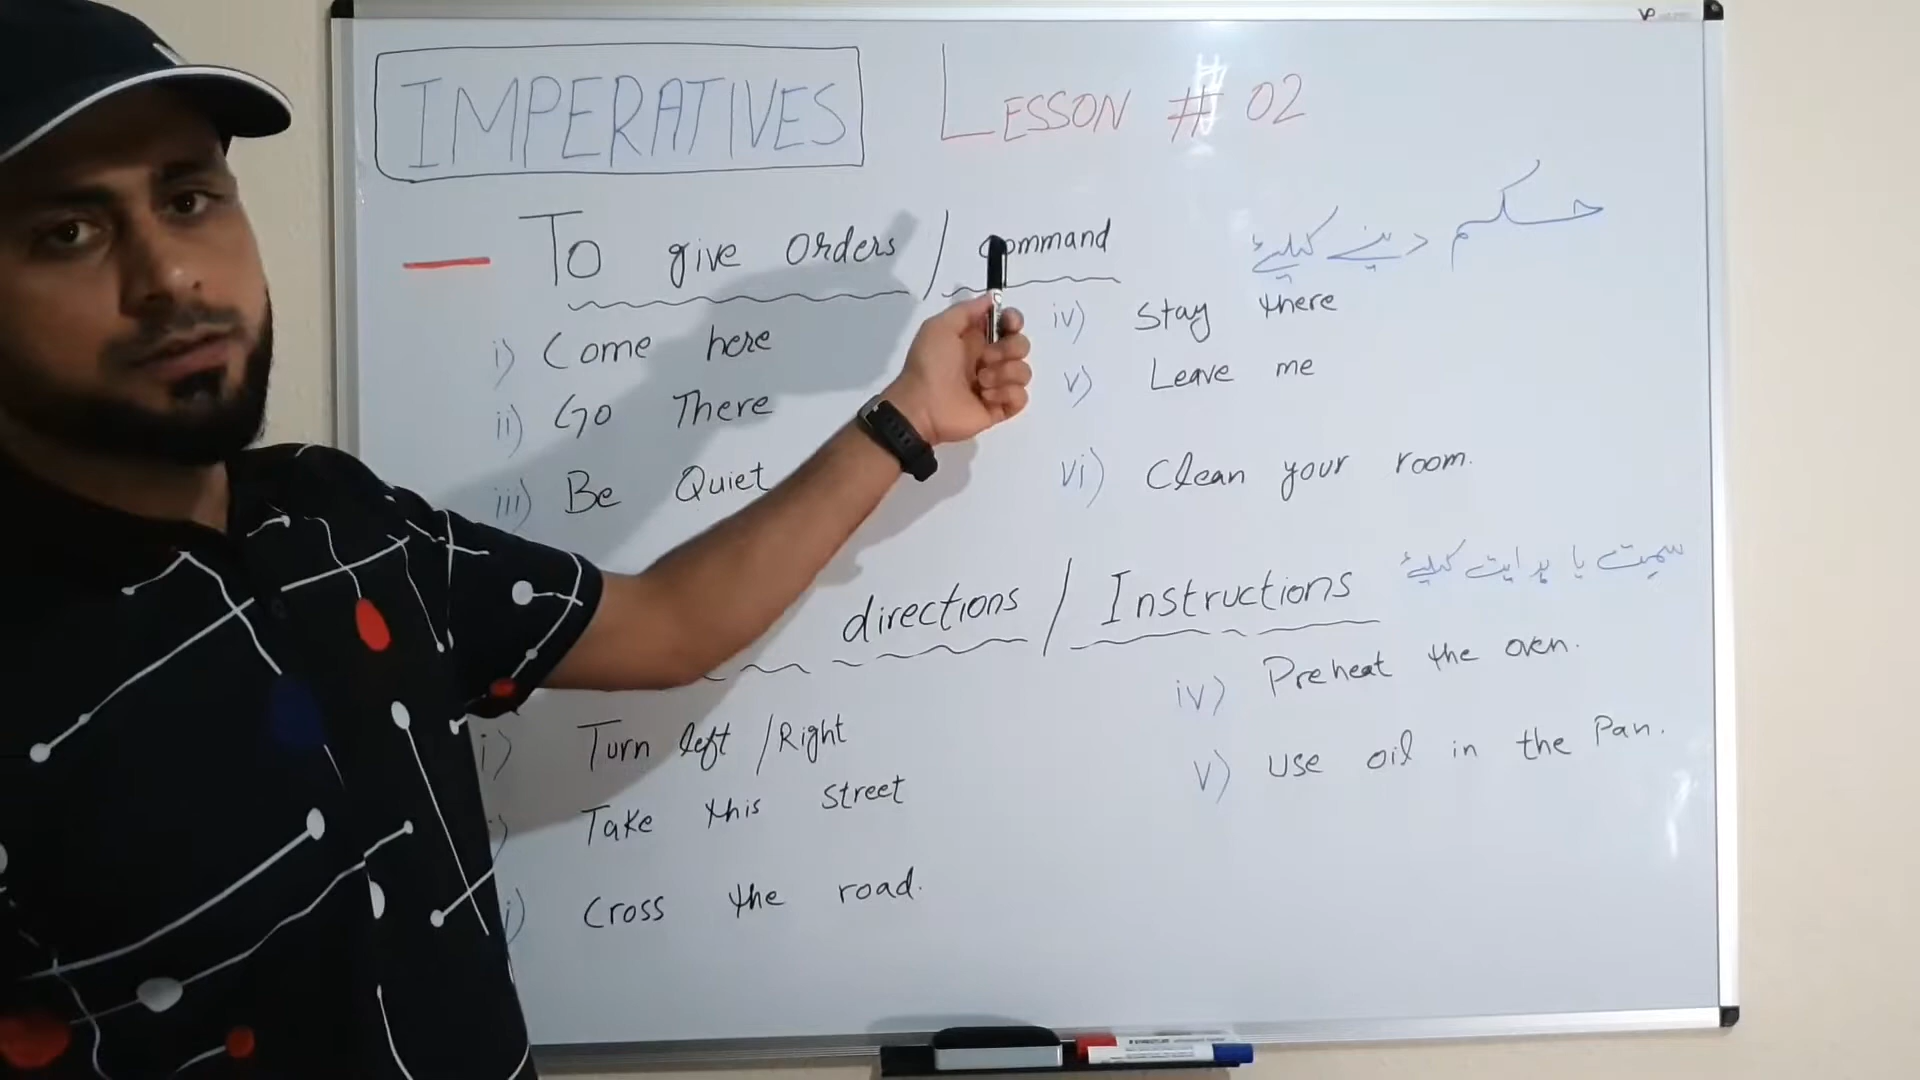 IMPERATIVES LESSON # 02
To give orders / command حکم دینے کیلئے
i) Come here
ii) Go There
iii) Be Quiet
iv) Stay there
v) Leave me
vi) Clean your room.
directions / Instructions سمت یا ہدایت کیلئے
i) Turn left / Right
Take this street
Cross the road.
iv) Preheat the oven.
v) Use oil in the Pan.